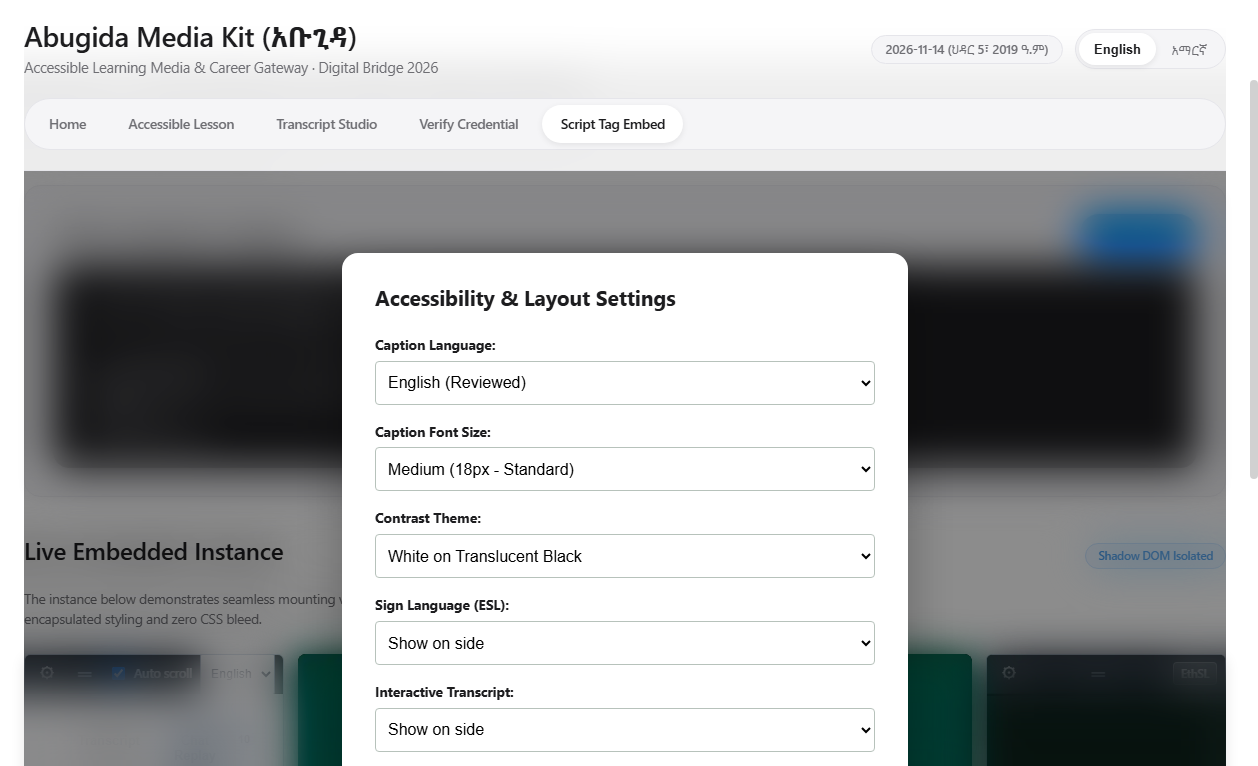 Abugida Media Kit (አቡጊዳ)
Accessible Learning Media & Career Gateway · Digital Bridge 2026
2026-11-14 (ህዳር 5፣ 2019 ዓ.ም)
English
አማርኛ
Home
Accessible Lesson
Transcript Studio
Verify Credential
Script Tag Embed
Accessibility & Layout Settings
Caption Language:
English (Reviewed)
Caption Font Size:
Medium (18px - Standard)
Contrast Theme:
White on Translucent Black
Sign Language (ESL):
Show on side
Interactive Transcript:
Show on side
Live Embedded Instance
Shadow DOM Isolated
The instance below demonstrates seamless mounting
encapsulated styling and zero CSS bleed.
Auto scroll
English
EthSL